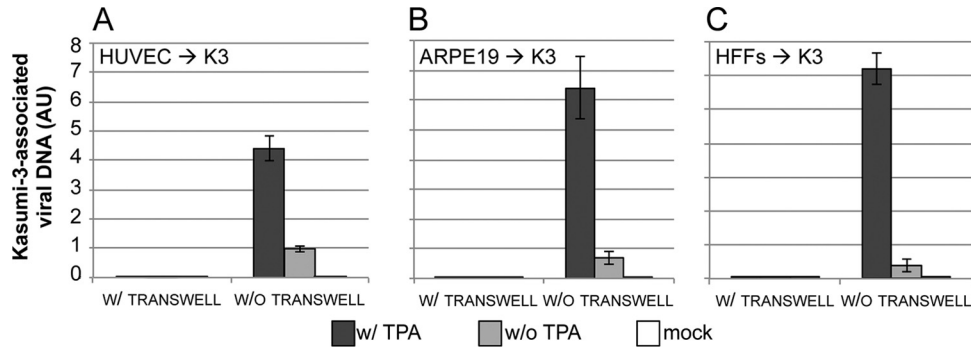 A
B
C
HUVEC → K3
ARPE19 → K3
HFFs → K3
Kasumi-3-associated
viral DNA (AU)
8
7
6
5
4
3
2
1
0
W/ TRANSWELL W/O TRANSWELL
W/ TRANSWELL W/O TRANSWELL
W/ TRANSWELL W/O TRANSWELL
w/ TPA
w/o TPA
mock